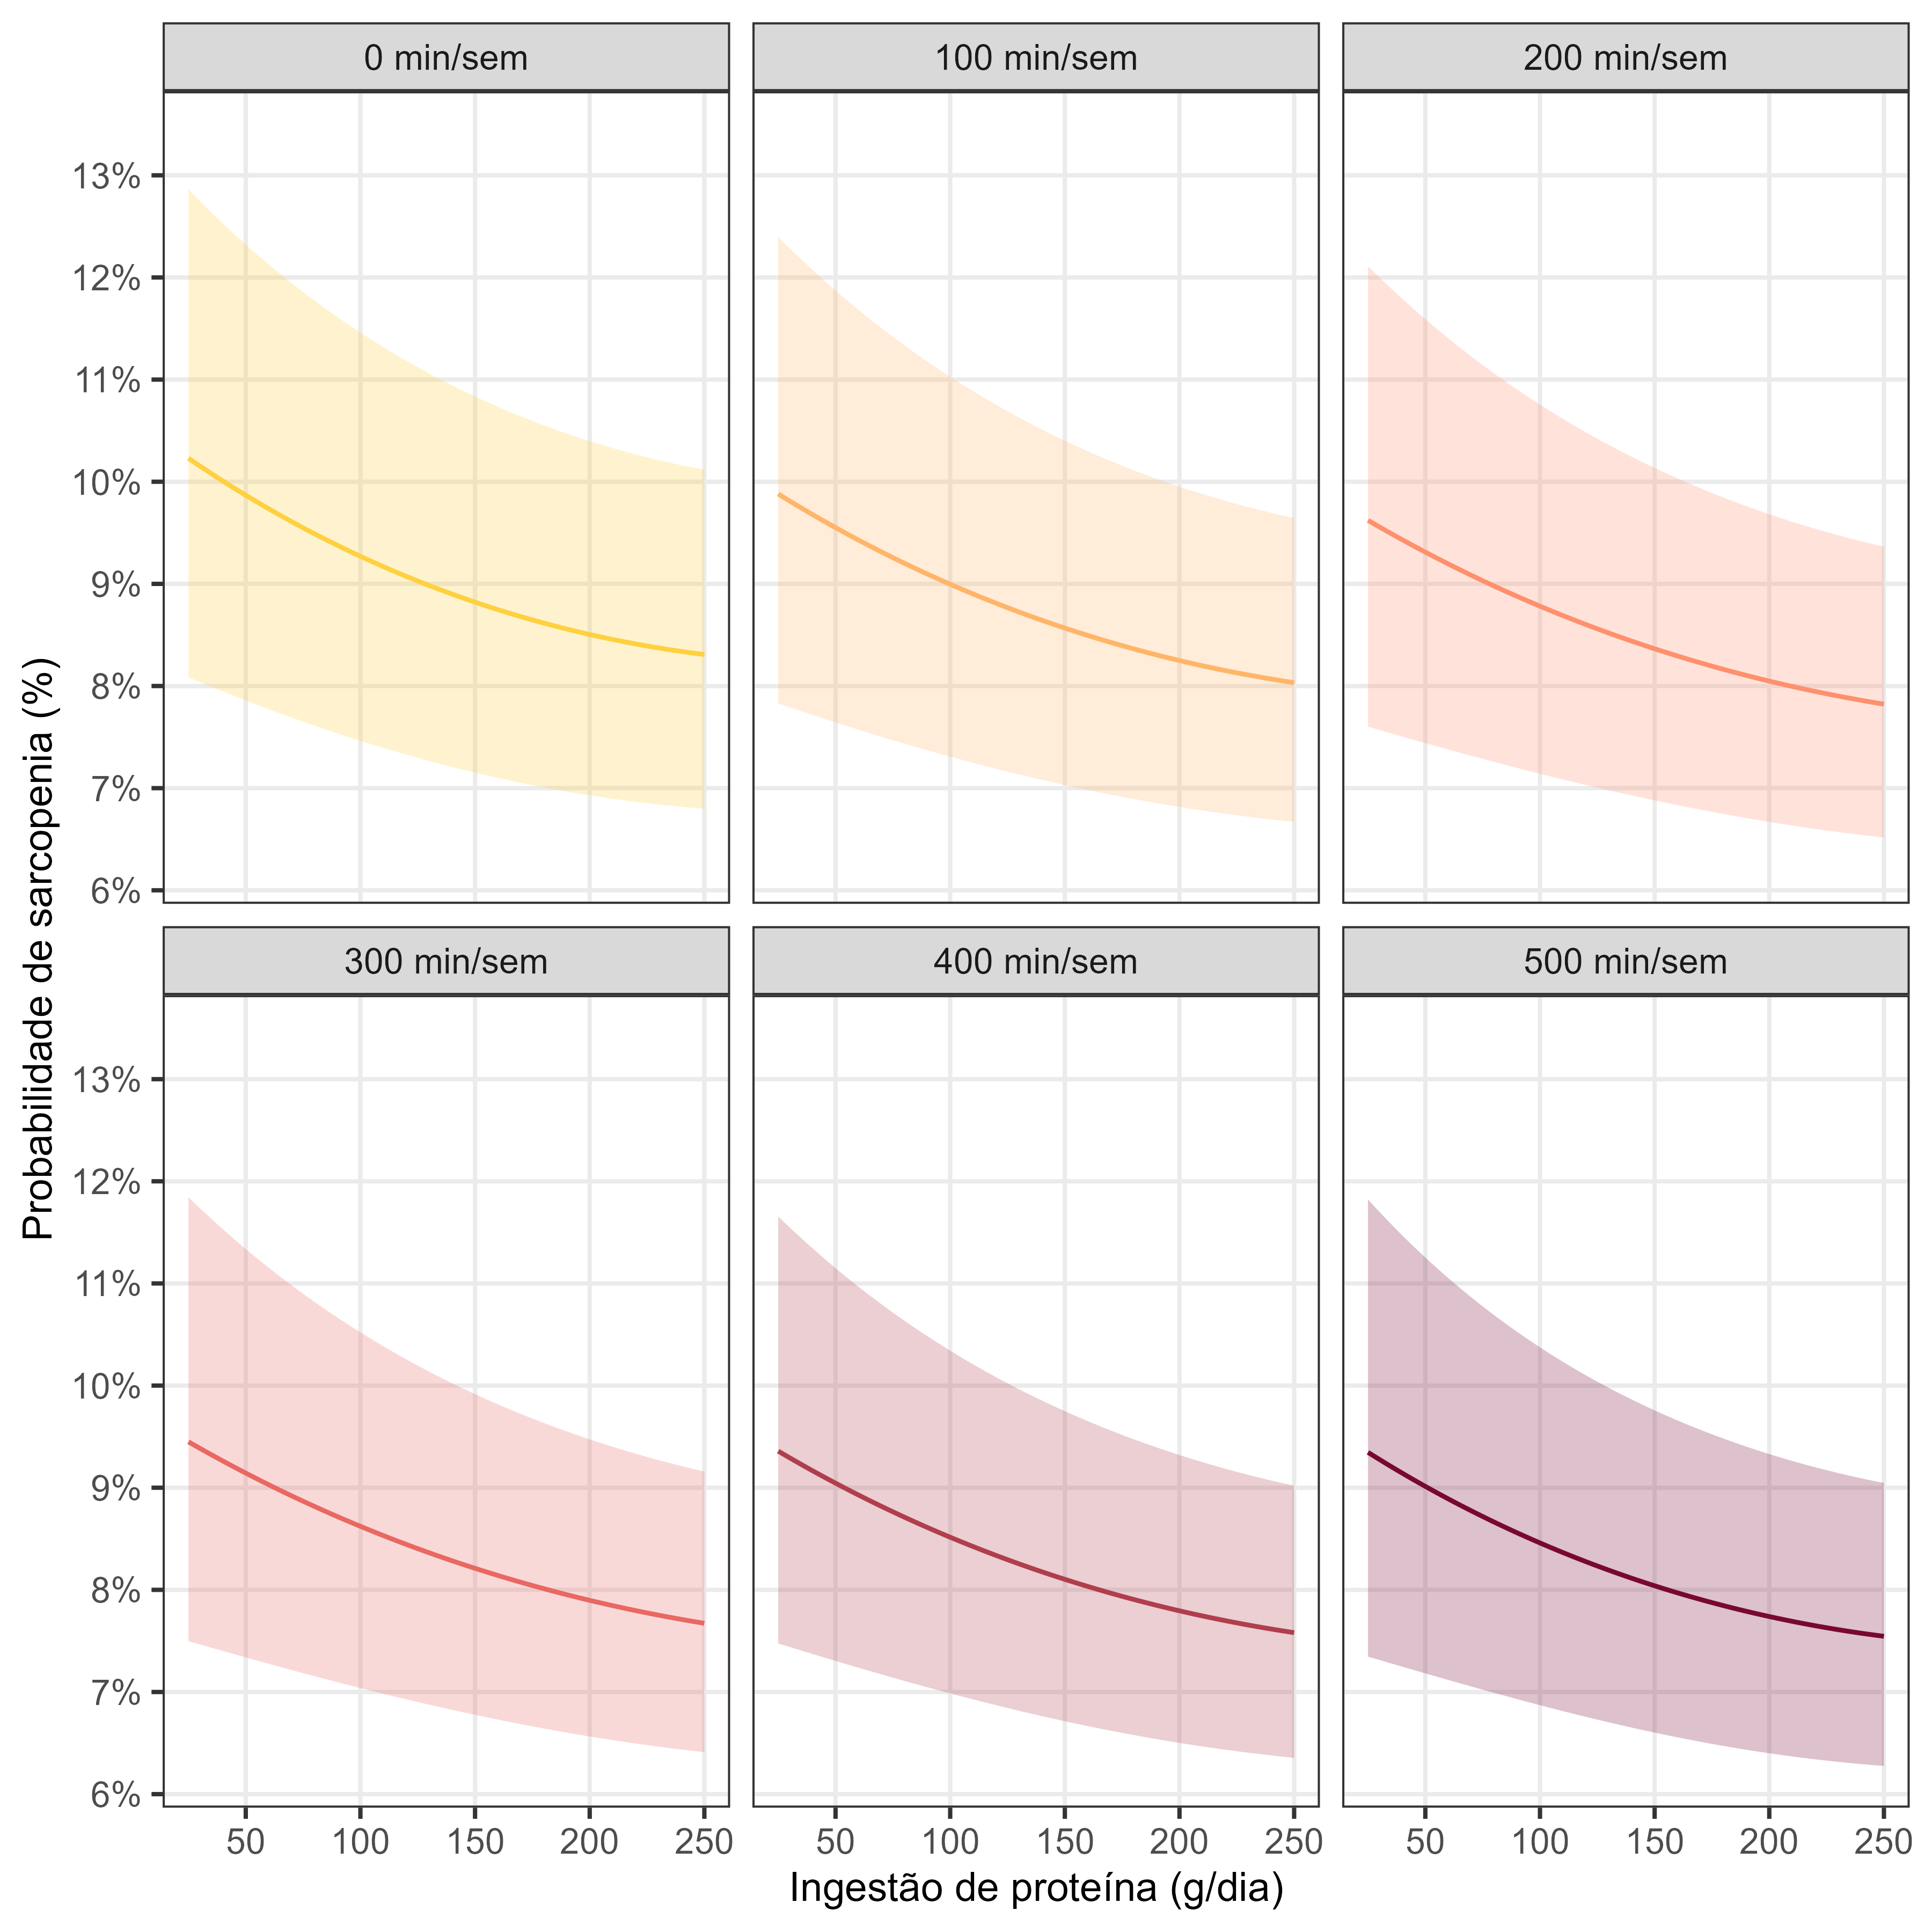 0 min/sem
100 min/sem
200 min/sem
13%
12%
11%
10%
9%
8%
7%
6%
300 min/sem
400 min/sem
500 min/sem
13%
12%
11%
10%
9%
8%
7%
6%
50 100 150 200 250
50 100 150 200 250
50 100 150 200 250
Ingestão de proteína (g/dia)
Probabilidade de sarcopenia (%)